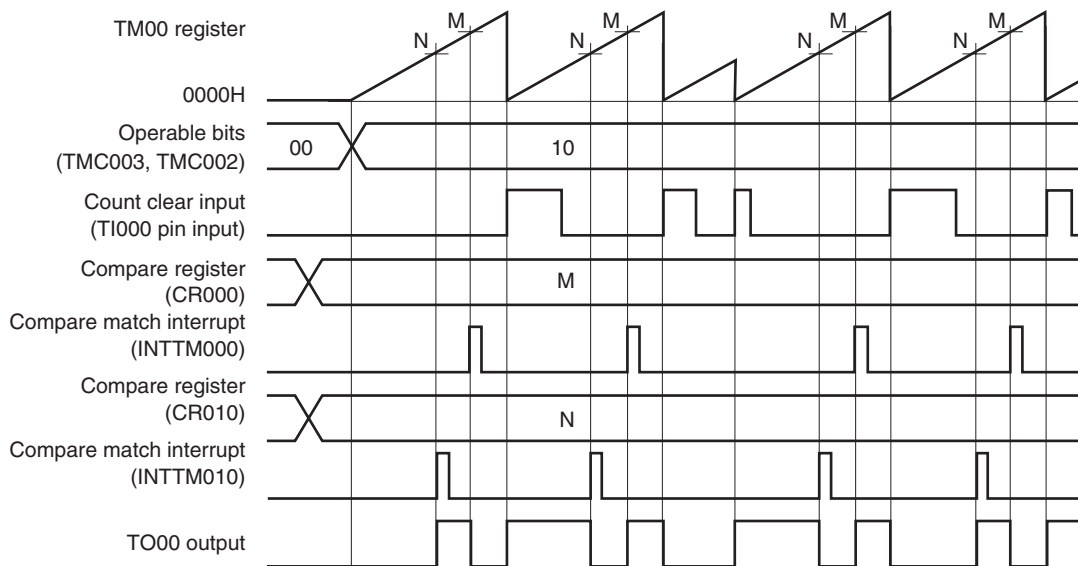 TM00 register
M
M
M
M
N
N
N
N
0000H
Operable bits
(TMC003, TMC002)
00
10
Count clear input
(TI000 pin input)
Compare register
(CR000)
M
Compare match interrupt
(INTTM000)
Compare register
(CR010)
N
Compare match interrupt
(INTTM010)
TO00 output